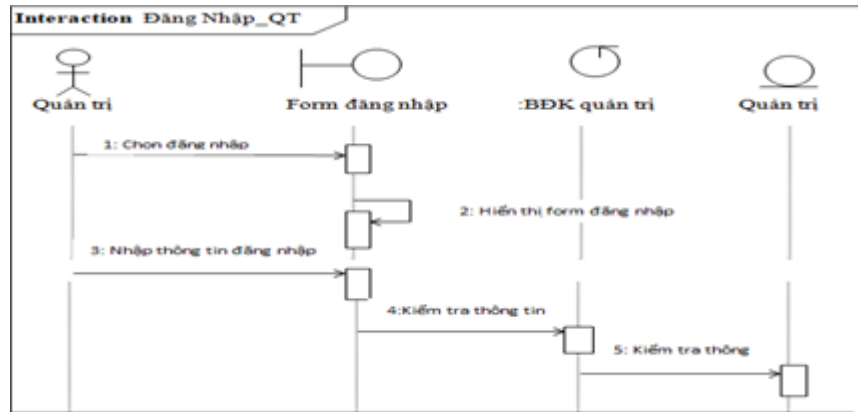 Interaction Đăng Nhập_QT
Quản trị
Form đăng nhập
:BĐK quản trị
Quản trị
1: Chon đăng nhập
2: Hiển thị form đăng nhập
3: Nhập thông tin đăng nhập
4:Kiểm tra thông tin
5: Kiểm tra thông